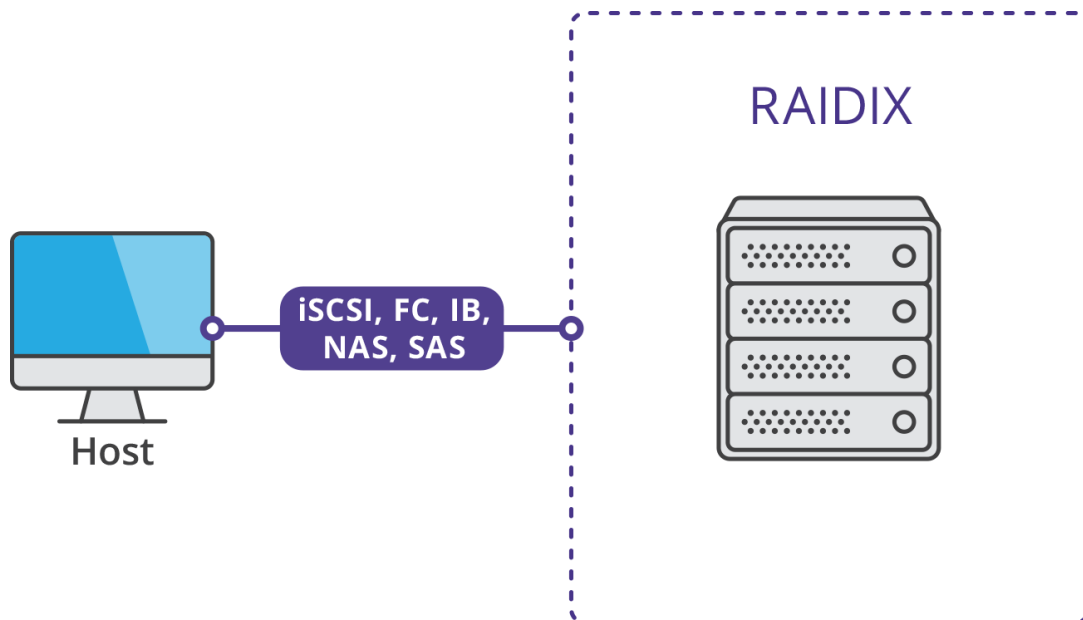 RAIDIX
iSCSI, FC, IB,
NAS, SAS
Host